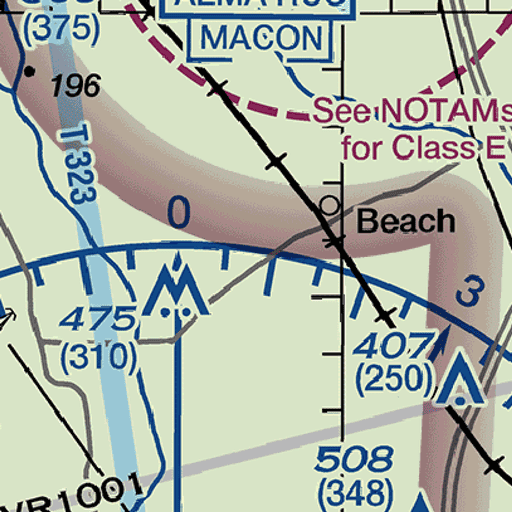 (375)
MACON
196
See NOTAMs
for Class E
T323
0
Beach
3
475
(310)
407
(250)
508
(348)
VR1001